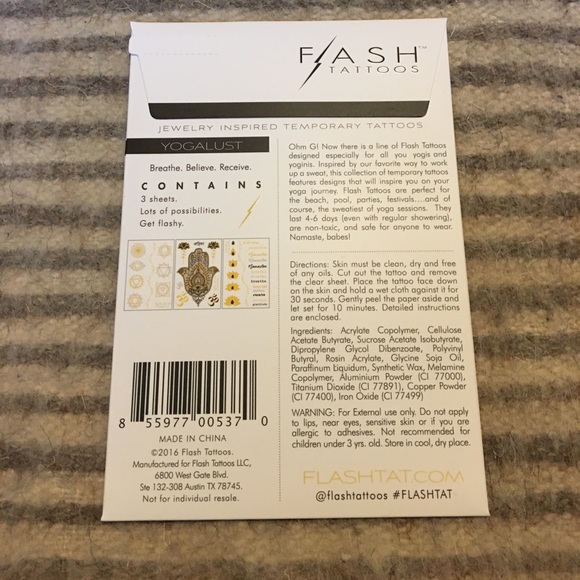 FLASH™
TATTOOS
JEWELRY INSPIRED TEMPORARY TATTOOS
YOGALUST
Breathe. Believe. Receive.
CONTAINS
3 sheets.
Lots of possibilities.
Get flashy.
Ohm G! Now there is a line of Flash Tattoos
designed especially for all you yogis and
yoginis. Inspired by our favorite way to work
up a sweat, this collection of temporary tattoos
features designs that will inspire you on your
yoga journey. Flash Tattoos are perfect for
the beach, pool, parties, festivals....and of
course, the sweatiest of yoga sessions. They
last 4-6 days (even with regular showering),
are non-toxic, and safe for anyone to wear.
Namaste, babes!
Directions: Skin must be clean, dry and free
of any oils. Cut out the tattoo and remove
the clear sheet. Place the tattoo face down
on the skin and hold a wet cloth against it for
30 seconds. Gently peel the paper aside and
let set for 10 minutes. Detailed instructions
are enclosed.
Ingredients: Acrylate Copolymer, Cellulose
Acetate Butyrate, Sucrose Acetate Isobutyrate,
Dipropylene Glycol Dibenzoate, Polyvinyl
Butyral, Rosin Acrylate, Glycine Soja Oil,
Paraffinum Liquidum, Synthetic Wax, Melamine
Copolymer, Aluminium Powder (CI 77000),
Titanium Dioxide (CI 77891), Copper Powder
(CI 77400), Iron Oxide (CI 77499)
WARNING: For External use only. Do not apply
to lips, near eyes, sensitive skin or if you are
allergic to adhesives. Not recommended for
children under 3 yrs. old. Store in cool, dry place.
8 55977 00537 0
MADE IN CHINA
©2016 Flash Tattoos.
Manufactured for Flash Tattoos LLC,
6800 West Gate Blvd.
Ste 132-308 Austin TX 78745.
Not for individual resale.
FLASHTAT.COM
@flashtattoos #FLASHTAT